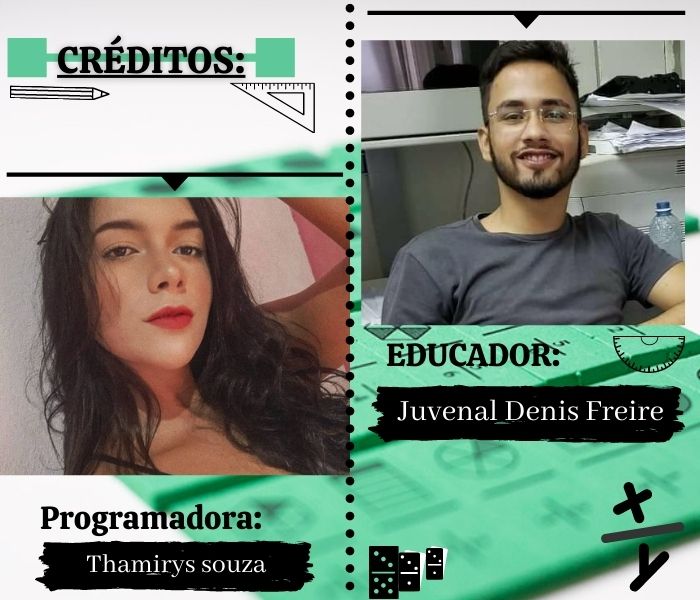 CRÉDITOS:
Programadora:
Thamirys souza
EDUCADOR:
Juvenal Denis Freire
x
y